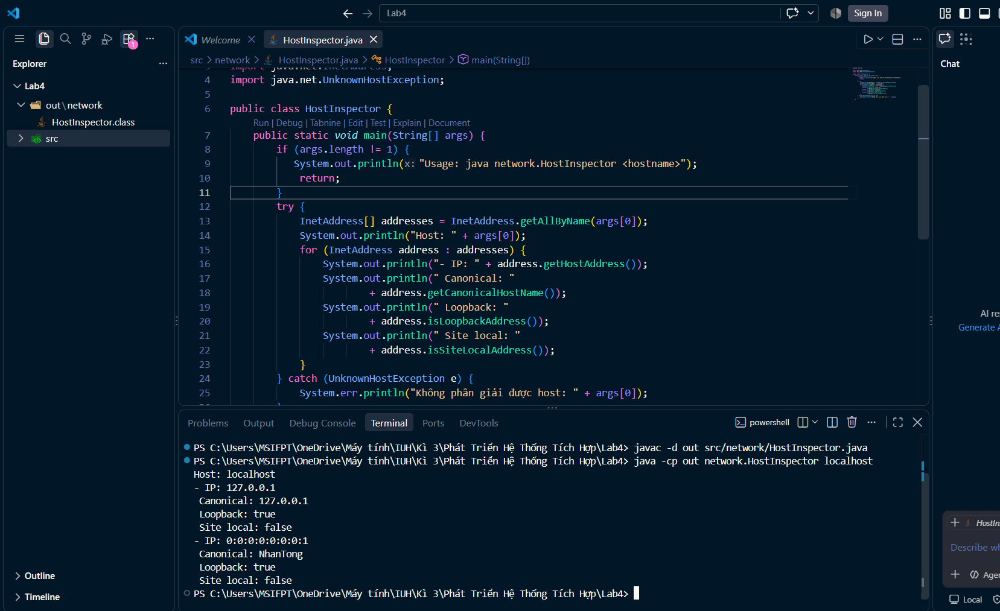 Lab4
Sign In
Explorer
Lab4
out\network
HostInspector.class
src
Outline
Timeline
1
Welcome
HostInspector.java
src > network > HostInspector.java > HostInspector > main(String[])
import java.net.InetAddress;
4 import java.net.UnknownHostException;
5
6 public class HostInspector {
Run | Debug | Tabnine | Edit | Test | Explain | Document
7 public static void main(String[] args) {
8 if (args.length != 1) {
9 System.out.println(x: "Usage: java network.HostInspector <hostname>");
10 return;
11 }
12 try {
13 InetAddress[] addresses = InetAddress.getAllByName(args[0]);
14 System.out.println("Host: " + args[0]);
15 for (InetAddress address : addresses) {
16 System.out.println("- IP: " + address.getHostAddress());
17 System.out.println(" Canonical: "
18 + address.getCanonicalHostName());
19 System.out.println(" Loopback: "
20 + address.isLoopbackAddress());
21 System.out.println(" Site local: "
22 + address.isSiteLocalAddress());
23 }
24 } catch (UnknownHostException e) {
25 System.err.println("Không phân giải được host: " + args[0]);
Problems Output Debug Console Terminal Ports DevTools
powershell
PS C:\Users\MSIFPT\OneDrive\Máy tính\IUH\Kì 3\Phát Triển Hệ Thống Tích Hợp\Lab4> javac -d out src/network/HostInspector.java
PS C:\Users\MSIFPT\OneDrive\Máy tính\IUH\Kì 3\Phát Triển Hệ Thống Tích Hợp\Lab4> java -cp out network.HostInspector localhost
Host: localhost
- IP: 127.0.0.1
Canonical: 127.0.0.1
Loopback: true
Site local: false
- IP: 0:0:0:0:0:0:0:1
Canonical: NhanTong
Loopback: true
Site local: false
PS C:\Users\MSIFPT\OneDrive\Máy tính\IUH\Kì 3\Phát Triển Hệ Thống Tích Hợp\Lab4>
Chat
AI
Generate
Describe
Local